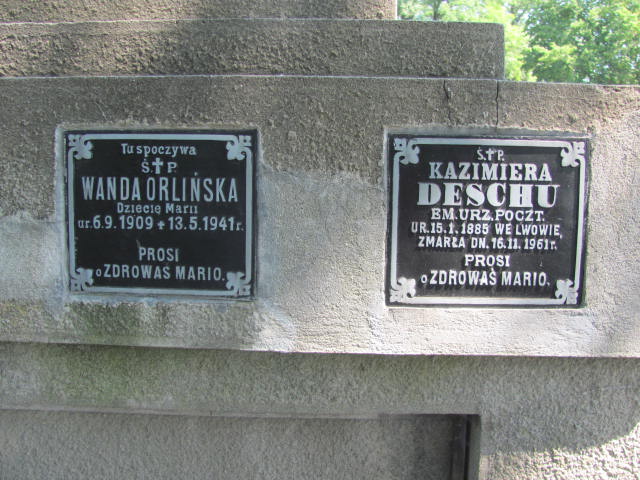 Tu spoczywa
Ś✝P.
WANDA ORLIŃSKA
Dziecię Marii
ur. 6.9. 1909 + 13.5.1941 r.
PROSI
o ZDROWAŚ MARIO.
Ś.✝P.
KAZIMIERA
DESCHU
EM. URZ. POCZT.
UR. 15.1. 1885 WE LWOWIE,
ZMARŁA DN. 16.11. 1961 r.
PROSI
o ZDROWAŚ MARIO.